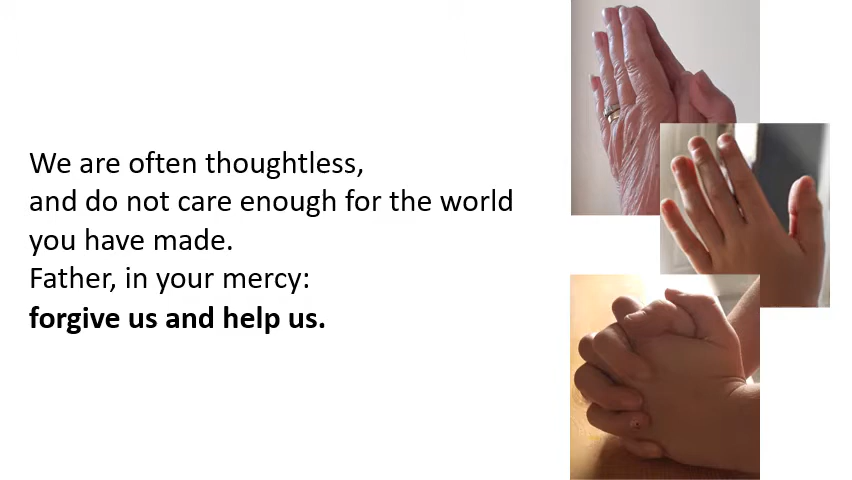 We are often thoughtless,
and do not care enough for the world
you have made.
Father, in your mercy:
forgive us and help us.